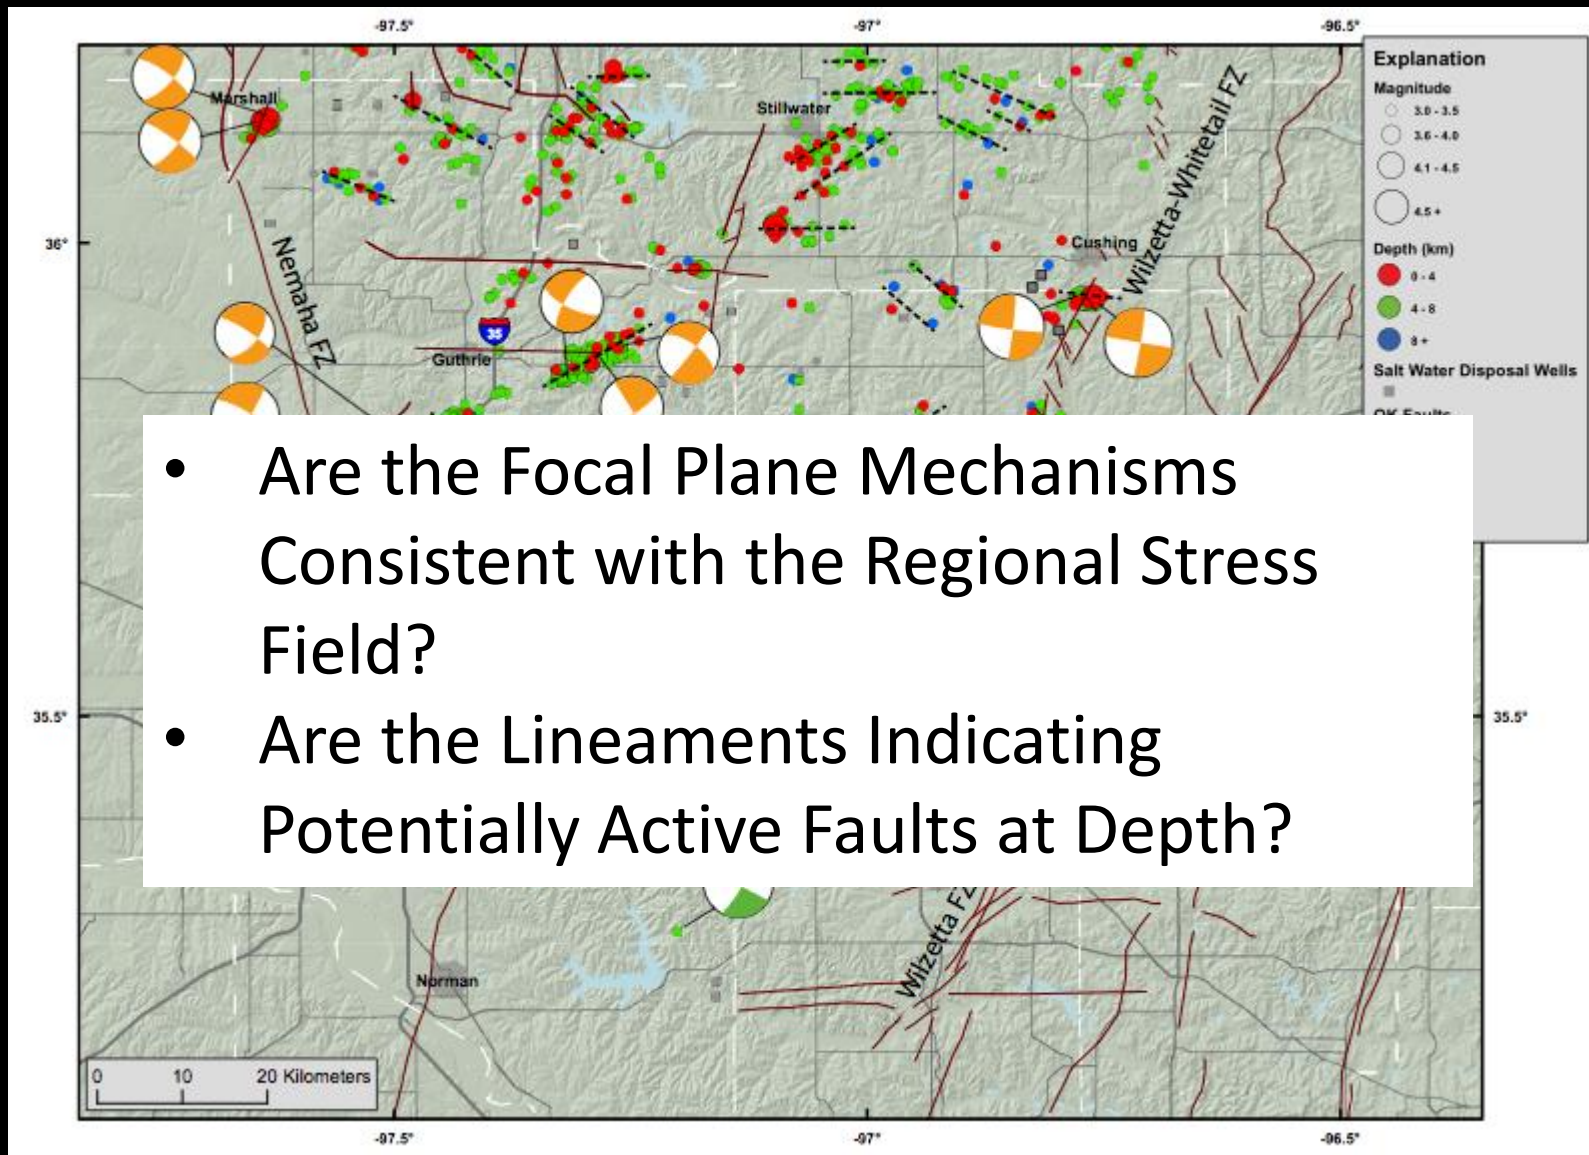 -97.5°
-97°
-96.5°
Explanation
Magnitude
3.0 - 3.5
3.6 - 4.0
4.1 - 4.5
4.5 +
Depth (km)
0 - 4
4 - 8
8 +
Salt Water Disposal Wells
OK Faults
Marshall
Stillwater
Wilzetta-Whitetail FZ
36°
Cushing
Nemaha FZ
35
Guthrie
• Are the Focal Plane Mechanisms
Consistent with the Regional Stress
Field?
• Are the Lineaments Indicating
Potentially Active Faults at Depth?
35.5°
35.5°
Wilzetta FZ
Norman
0 10 20 Kilometers
-97.5°
-97°
-96.5°